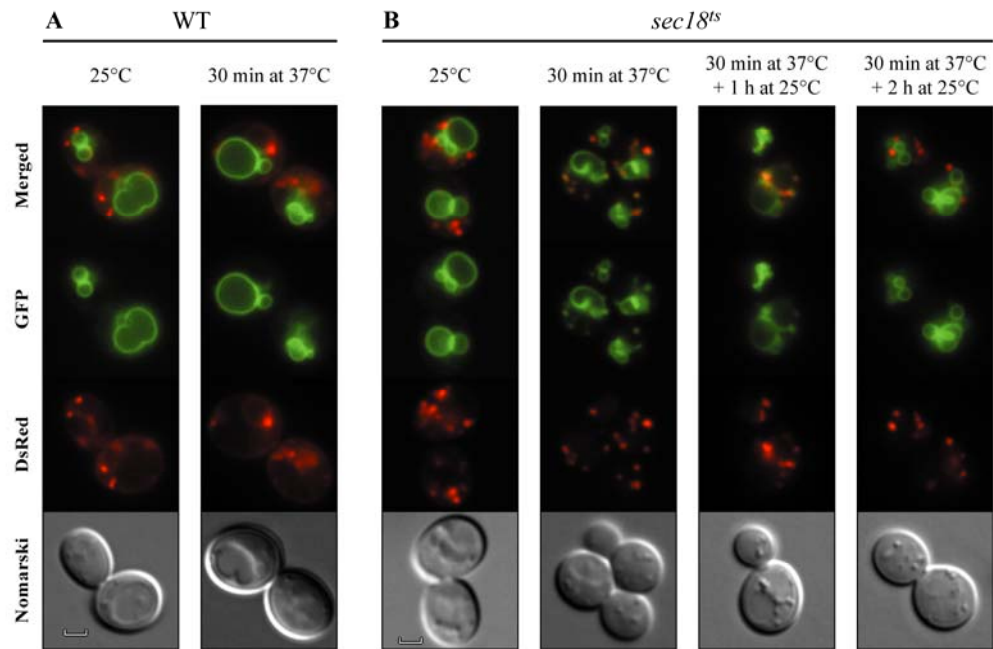 A WT
B sec18ts
25°C
30 min at 37°C
25°C
30 min at 37°C
30 min at 37°C
+ 1 h at 25°C
30 min at 37°C
+ 2 h at 25°C
Merged
GFP
DsRed
Nomarski